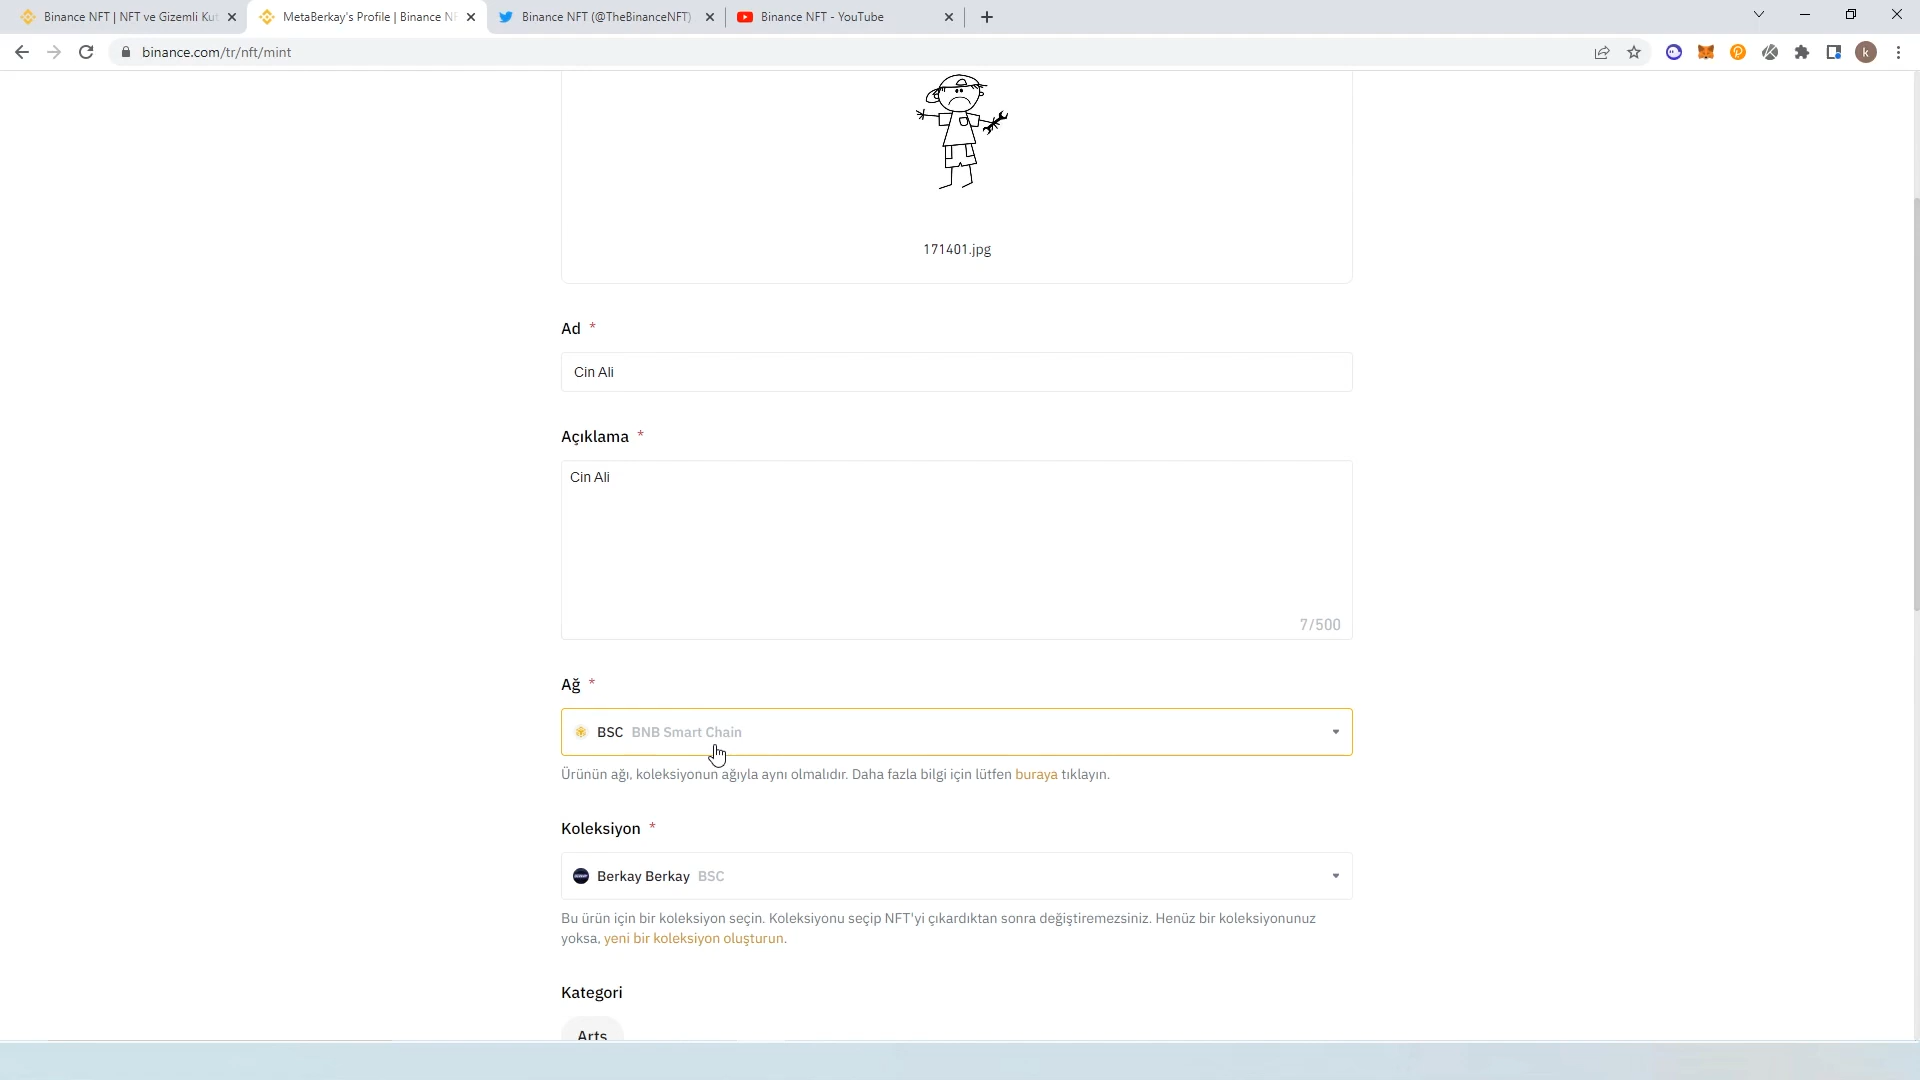 Binance NFT | NFT ve Gizemli Kut
MetaBerkay's Profile | Binance NF
Binance NFT (@TheBinanceNFT)
Binance NFT - YouTube
binance.com/tr/nft/mint
k
171401.jpg
Ad *
Cin Ali
Açıklama *
Cin Ali
7/500
Ağ *
BSC BNB Smart Chain
Ürünün ağı, koleksiyonun ağıyla aynı olmalıdır. Daha fazla bilgi için lütfen buraya tıklayın.
Koleksiyon *
Berkay Berkay BSC
Bu ürün için bir koleksiyon seçin. Koleksiyonu seçip NFT'yi çıkardıktan sonra değiştiremezsiniz. Henüz bir koleksiyonunuz
yoksa, yeni bir koleksiyon oluşturun.
Kategori
Arts